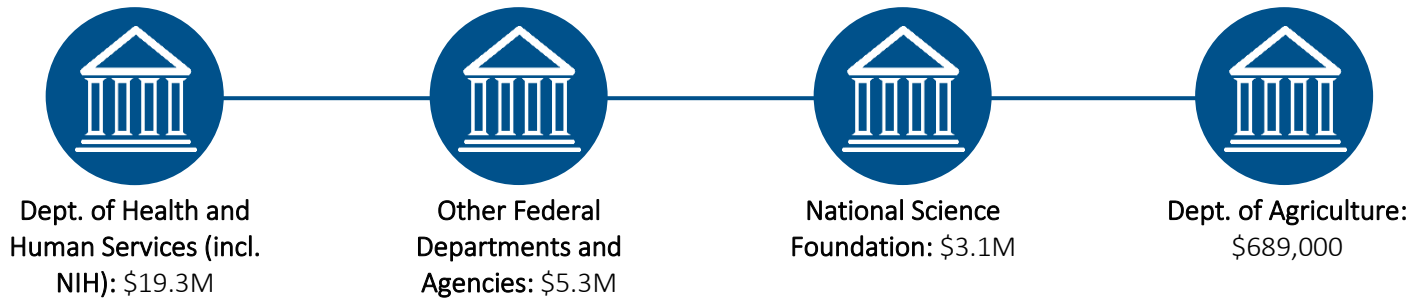 Dept. of Health and
Human Services (incl.
NIH): $19.3M
Other Federal
Departments and
Agencies: $5.3M
National Science
Foundation: $3.1M
Dept. of Agriculture:
$689,000